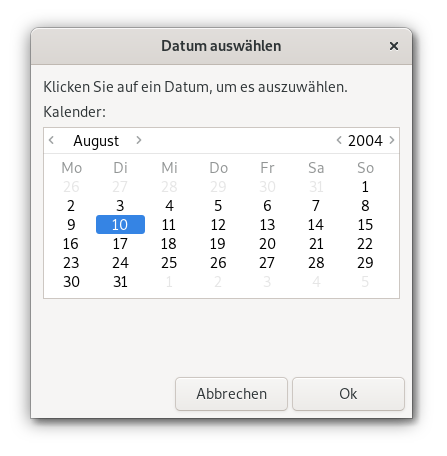 Datum auswählen ×
Klicken Sie auf ein Datum, um es auszuwählen.
Kalender:
August 2004
Mo Di Mi Do Fr Sa So
26 27 28 29 30 31 1
2 3 4 5 6 7 8
9 10 11 12 13 14 15
16 17 18 19 20 21 22
23 24 25 26 27 28 29
30 31 1 2 3 4 5
Abbrechen Ok